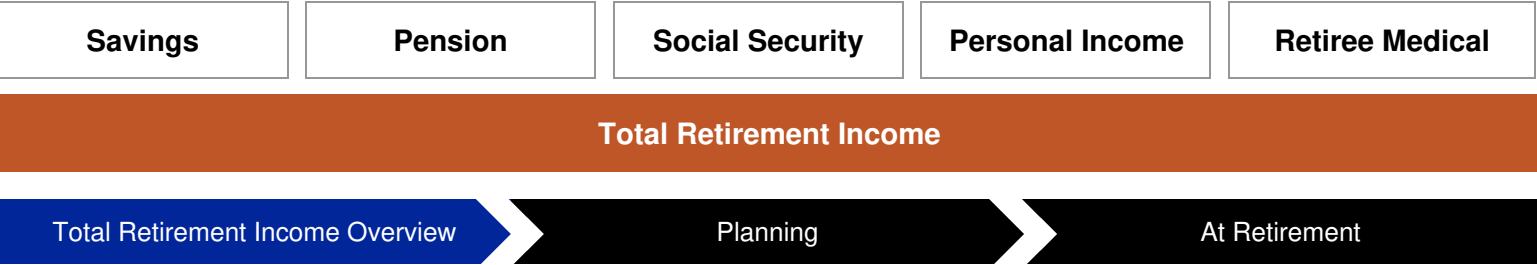 Savings
Pension
Social Security
Personal Income
Retiree Medical
Total Retirement Income
Total Retirement Income Overview
Planning
At Retirement